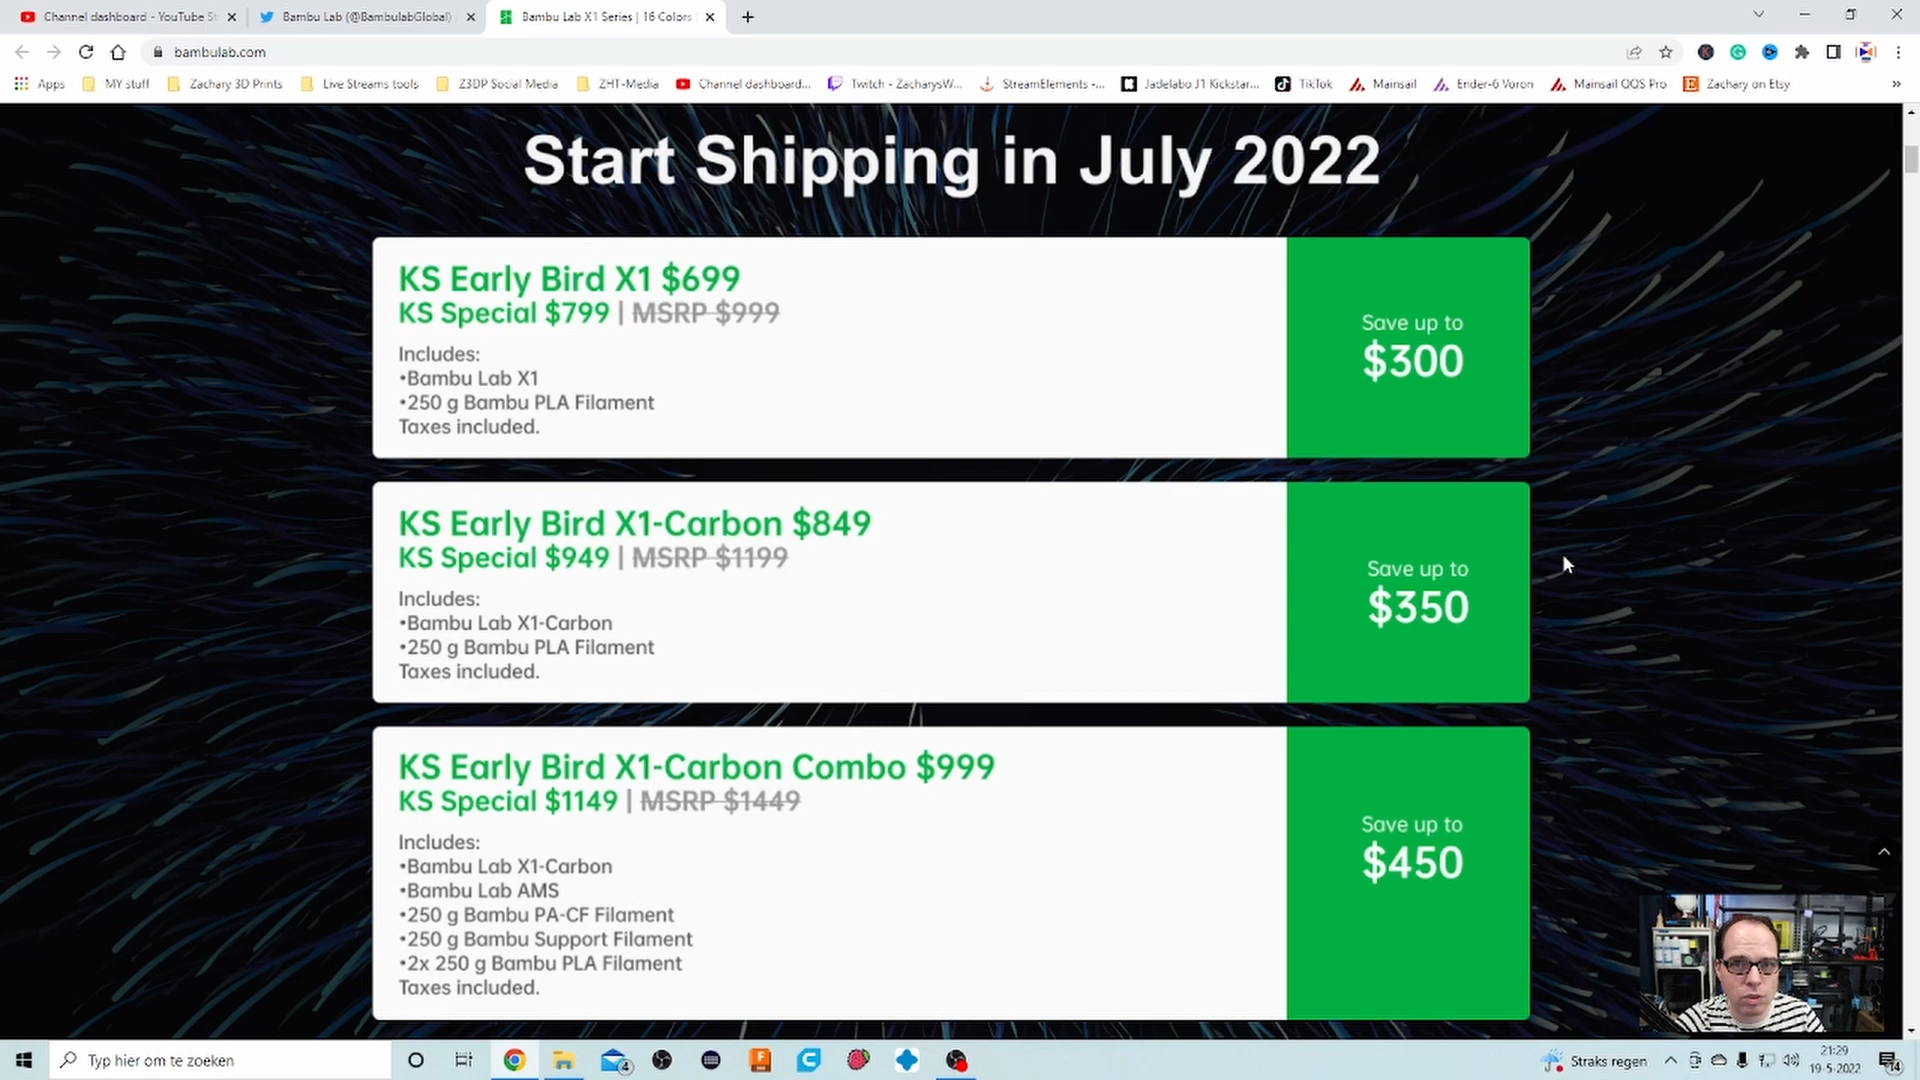 Channel dashboard - YouTube St
Bambu Lab (@BambulabGlobal)
Bambu Lab X1 Series | 16 Colors
bambulab.com
Apps
MY stuff
Zachary 3D Prints
Live Streams tools
Z3DP Social Media
ZHT-Media
Channel dashboard...
Twitch - ZacharysW...
StreamElements -...
Jadelabo J1 Kickstar...
TikTok
Mainsail
Ender-6 Voron
Mainsail QQS Pro
Zachary on Etsy
»
Start Shipping in July 2022
KS Early Bird X1 $699
KS Special $799 | MSRP $999
Includes:
•Bambu Lab X1
•250 g Bambu PLA Filament
Taxes included.
Save up to
$300
KS Early Bird X1-Carbon $849
KS Special $949 | MSRP $1199
Includes:
•Bambu Lab X1-Carbon
•250 g Bambu PLA Filament
Taxes included.
Save up to
$350
KS Early Bird X1-Carbon Combo $999
KS Special $1149 | MSRP $1449
Includes:
•Bambu Lab X1-Carbon
•Bambu Lab AMS
•250 g Bambu PA-CF Filament
•250 g Bambu Support Filament
•2x 250 g Bambu PLA Filament
Taxes included.
Save up to
$450
Typ hier om te zoeken
4
Straks regen
21:29
19-5-2022
14